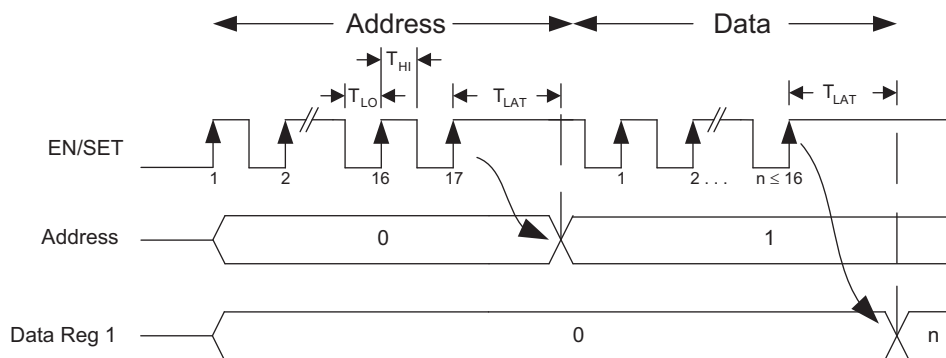 Address Data
T_HI
T_LO T_LAT T_LAT
EN/SET
1 2 16 17 1 2 . . . n ≤ 16
Address 0 1
Data Reg 1 0 n